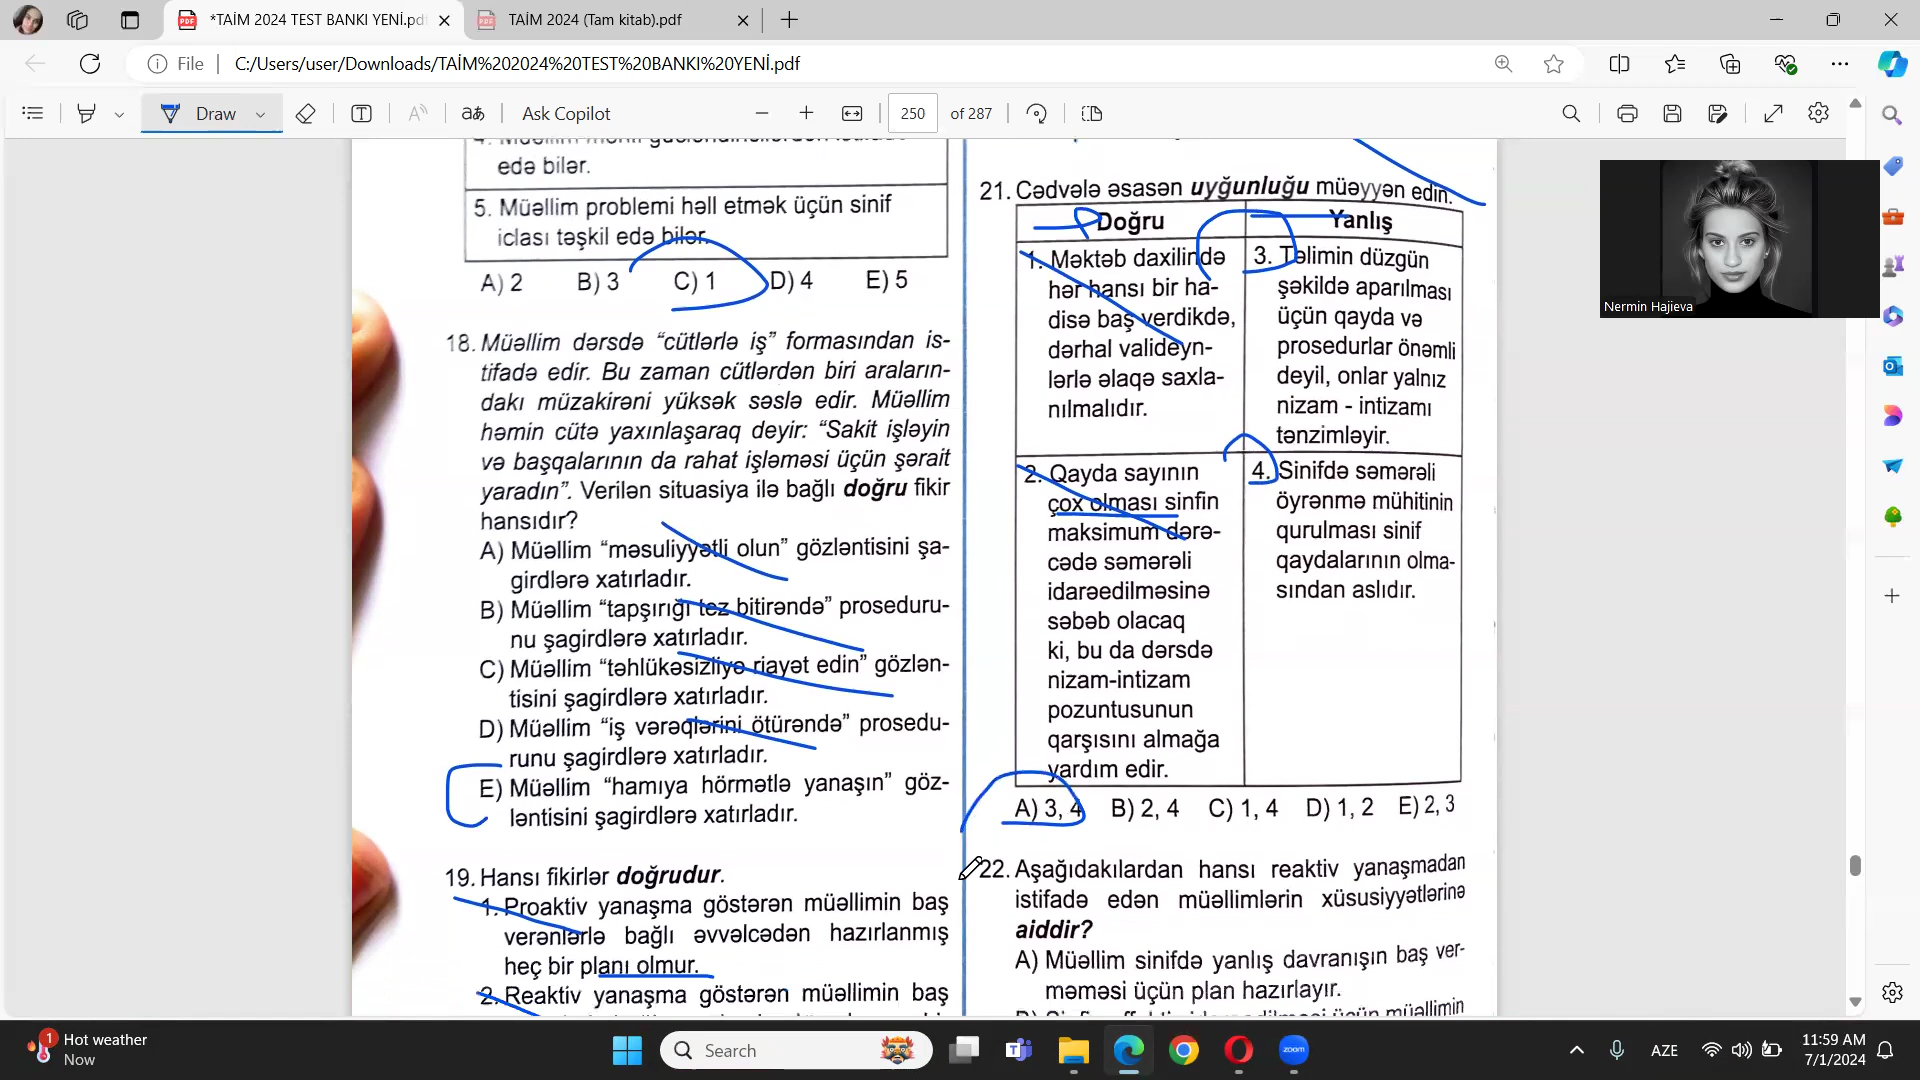 *TAİM 2024 TEST BANKI YENİ.pdf
TAİM 2024 (Tam kitab).pdf
File
C:/Users/user/Downloads/TAİM%202024%20TEST%20BANKI%20YENİ.pdf
Draw
Ask Copilot
250
of 287
edə bilər.
5. Müəllim problemi həll etmək üçün sinif
iclası təşkil edə bilər.
A) 2 B) 3 C) 1 D) 4 E) 5
18. Müəllim dərsdə “cütlərlə iş” formasından is-
tifadə edir. Bu zaman cütlərdən biri araların-
dakı müzakirəni yüksək səslə edir. Müəllim
həmin cütə yaxınlaşaraq deyir: “Sakit işləyin
və başqalarının da rahat işləməsi üçün şərait
yaradın”. Verilən situasiya ilə bağlı doğru fikir
hansıdır?
A) Müəllim “məsuliyyətli olun” gözləntisini şa-
girdlərə xatırladır.
B) Müəllim “tapşırığı tez bitirəndə” proseduru-
nu şagirdlərə xatırladır.
C) Müəllim “təhlükəsizliyə riayət edin” gözlən-
tisini şagirdlərə xatırladır.
D) Müəllim “iş vərəqlərini ötürəndə” prosedu-
runu şagirdlərə xatırladır.
E) Müəllim “hamıya hörmətlə yanaşın” göz-
ləntisini şagirdlərə xatırladır.
19. Hansı fikirlər doğrudur.
1. Proaktiv yanaşma göstərən müəllimin baş
verənlərlə bağlı əvvəlcədən hazırlanmış
heç bir planı olmur.
2. Reaktiv yanaşma göstərən müəllimin baş
21. Cədvələ əsasən uyğunluğu müəyyən edin.
Doğru
Yanlış
1. Məktəb daxilində
hər hansı bir ha-
disə baş verdikdə,
dərhal valideyn-
lərlə əlaqə saxla-
nılmalıdır.
3. Təlimin düzgün
şəkildə aparılması
üçün qayda və
prosedurlar önəmli
deyil, onlar yalnız
nizam - intizamı
tənzimləyir.
2. Qayda sayının
çox olması sinfin
maksimum dərə-
cədə səmərəli
idarəedilməsinə
səbəb olacaq
ki, bu da dərsdə
nizam-intizam
pozuntusunun
qarşısını almağa
yardım edir.
4. Sinifdə səmərəli
öyrənmə mühitinin
qurulması sinif
qaydalarının olma-
sından aslıdır.
A) 3, 4 B) 2, 4 C) 1, 4 D) 1, 2 E) 2, 3
22. Aşağıdakılardan hansı reaktiv yanaşmadan
istifadə edən müəllimlərin xüsusiyyətlərinə
aiddir?
A) Müəllim sinifdə yanlış davranışın baş ver-
məməsi üçün plan hazırlayır.
Nermin Hajieva
1
Hot weather
Now
Search
zoom
AZE
11:59 AM
7/1/2024